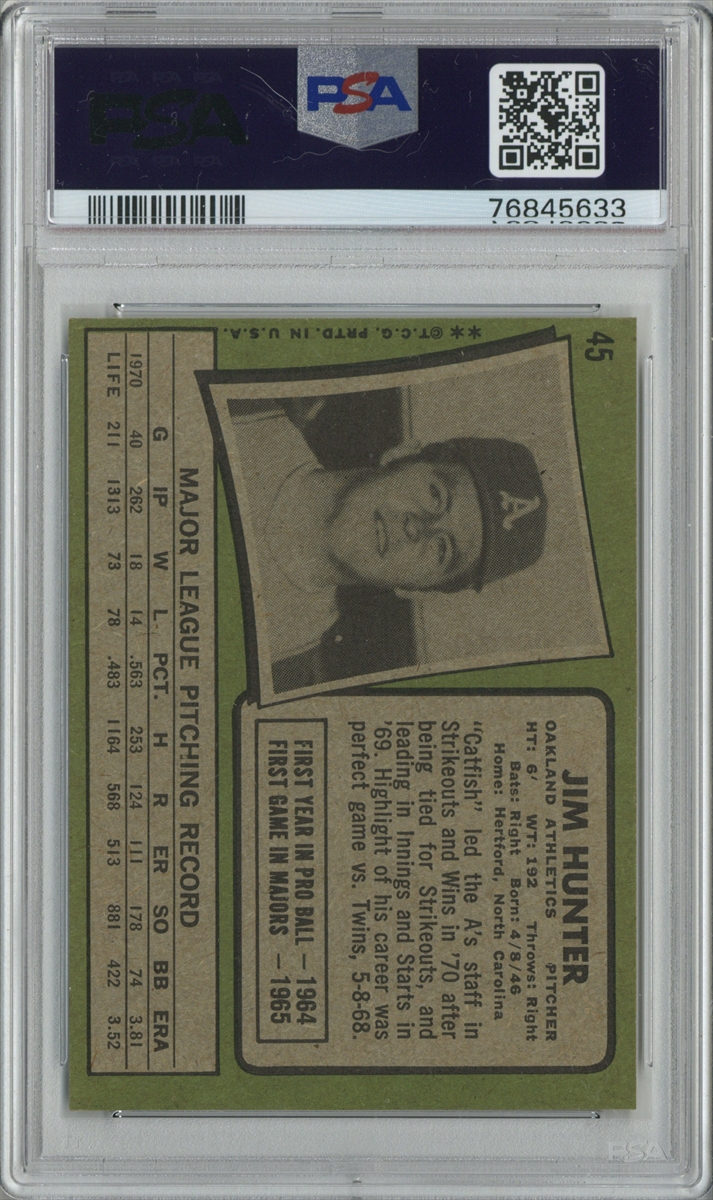 PSA
PSA
76845633
45
JIM HUNTER
OAKLAND ATHLETICS PITCHER
HT: 6' WT: 192 Throws: Right
Bats: Right Born: 4/8/46
Home: Hertford, North Carolina
"Catfish" led the A's staff in
Strikeouts and Wins in '70 after
being tied for Strikeouts, and
leading in Innings and Starts in
'69. Highlight of his career was
perfect game vs. Twins, 5-8-68.
FIRST YEAR IN PRO BALL — 1964
FIRST GAME IN MAJORS — 1965
A
** ©T.C.G. PRTD. IN U.S.A.
MAJOR LEAGUE PITCHING RECORD
G IP W L PCT. H R ER SO BB ERA
1970 40 262 18 14 .563 253 124 111 178 74 3.81
LIFE 211 1313 73 78 .483 1164 568 513 881 422 3.52
PSA